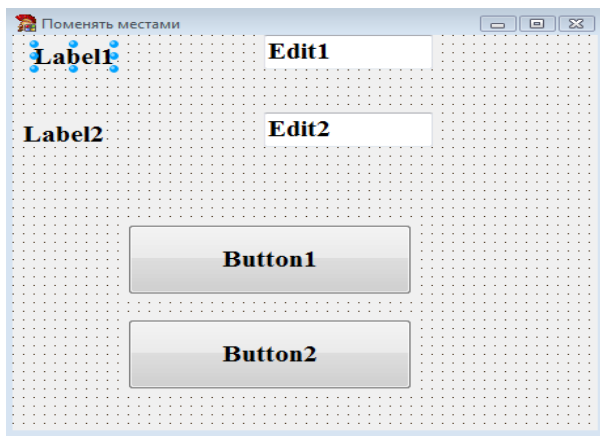 Поменять местами
Label1 Edit1
Label2 Edit2
Button1
Button2